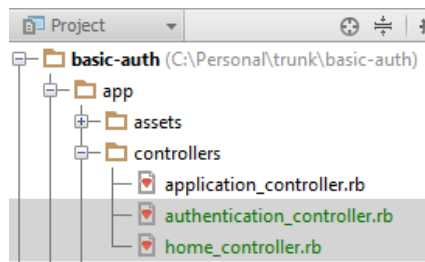 Project
basic-auth (C:\Personal\trunk\basic-auth)
app
assets
controllers
application_controller.rb
authentication_controller.rb
home_controller.rb